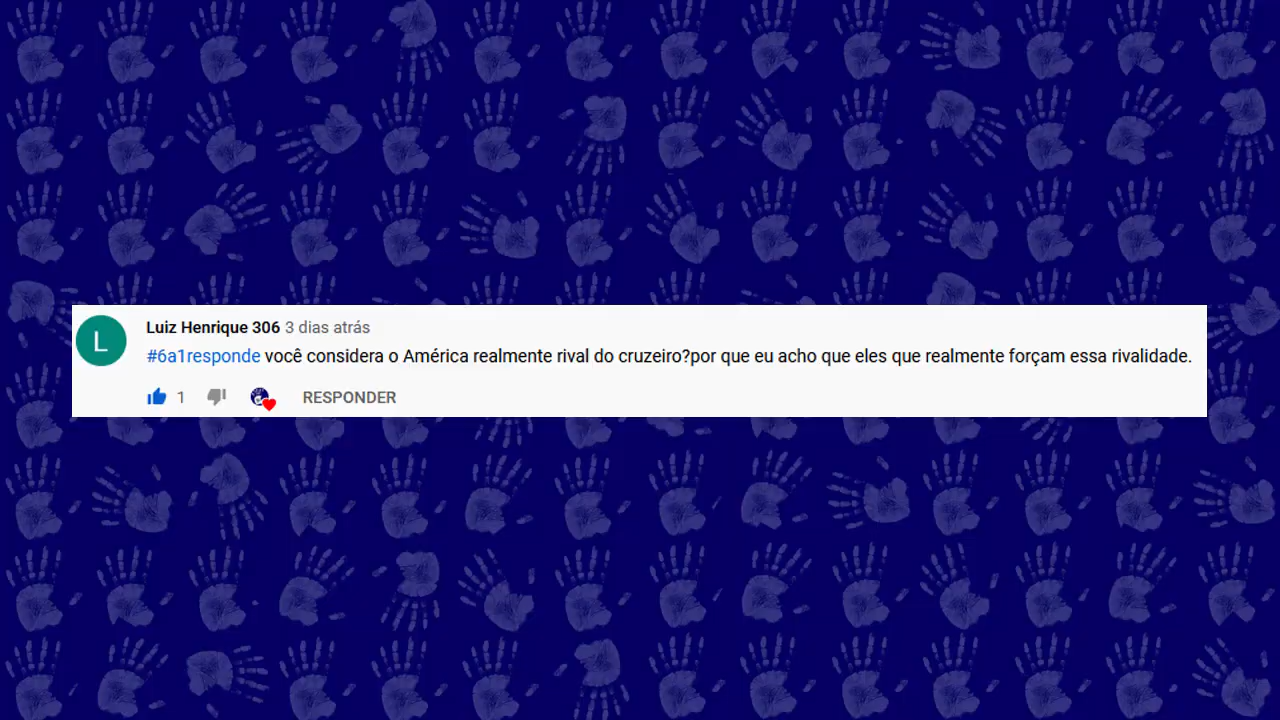 Luiz Henrique 306 3 dias atrás
#6a1responde você considera o América realmente rival do cruzeiro?por que eu acho que eles que realmente forçam essa rivalidade.
1 RESPONDER
L